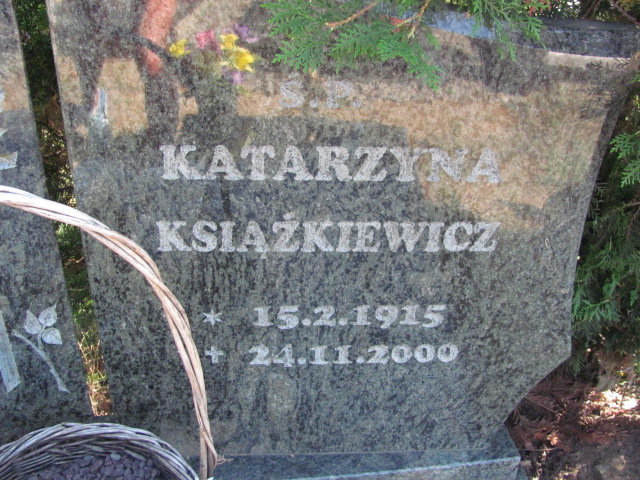 Ś.P.
KATARZYNA
KSIĄŻKIEWICZ
* 15.2.1915
+ 24.11.2000